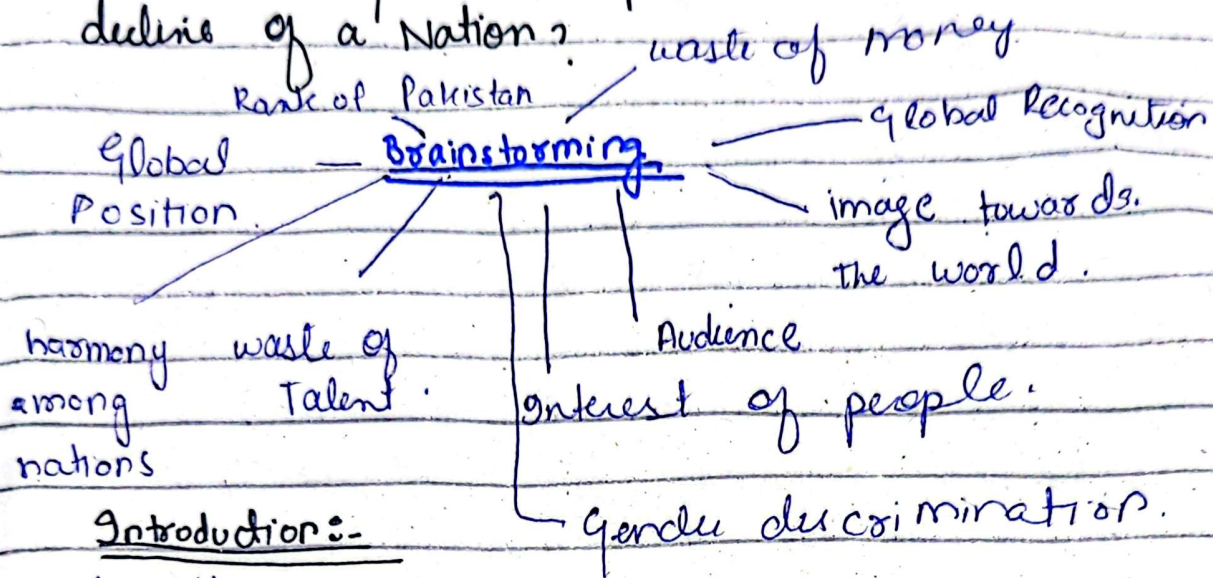 decline of a Nation?
waste of money.
Rank of Pakistan
Global Recognition
Brainstorming
Global
Position.
image towards.
the world.
harmony
among
nations
waste of
Talent.
Audience
Interest of people.
Gender discrimination.
Introduction:-